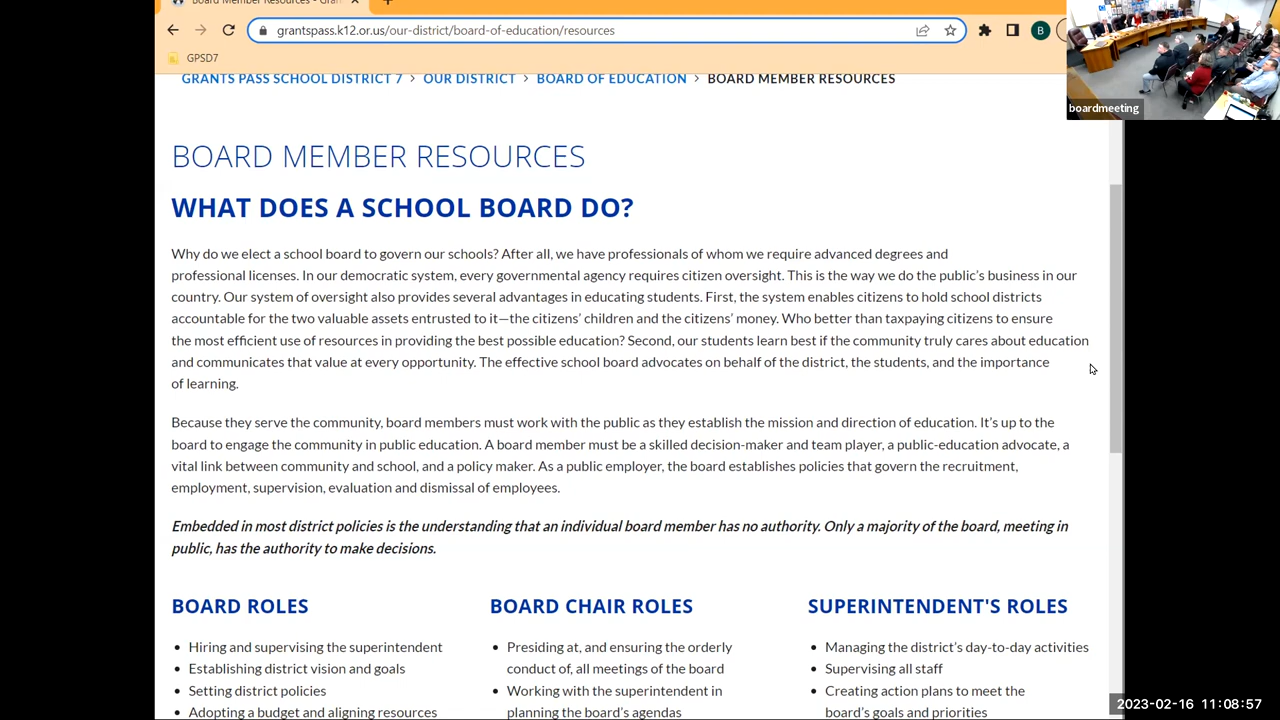 Board Member Resources - Gran
grantspass.k12.or.us/our-district/board-of-education/resources
B
GPSD7
boardmeeting
GRANTS PASS SCHOOL DISTRICT 7 > OUR DISTRICT > BOARD OF EDUCATION > BOARD MEMBER RESOURCES
BOARD MEMBER RESOURCES
WHAT DOES A SCHOOL BOARD DO?
Why do we elect a school board to govern our schools? After all, we have professionals of whom we require advanced degrees and
professional licenses. In our democratic system, every governmental agency requires citizen oversight. This is the way we do the public's business in our
country. Our system of oversight also provides several advantages in educating students. First, the system enables citizens to hold school districts
accountable for the two valuable assets entrusted to it—the citizens' children and the citizens' money. Who better than taxpaying citizens to ensure
the most efficient use of resources in providing the best possible education? Second, our students learn best if the community truly cares about education
and communicates that value at every opportunity. The effective school board advocates on behalf of the district, the students, and the importance
of learning.
Because they serve the community, board members must work with the public as they establish the mission and direction of education. It's up to the
board to engage the community in public education. A board member must be a skilled decision-maker and team player, a public-education advocate, a
vital link between community and school, and a policy maker. As a public employer, the board establishes policies that govern the recruitment,
employment, supervision, evaluation and dismissal of employees.
Embedded in most district policies is the understanding that an individual board member has no authority. Only a majority of the board, meeting in
public, has the authority to make decisions.
BOARD ROLES
• Hiring and supervising the superintendent
• Establishing district vision and goals
• Setting district policies
• Adopting a budget and aligning resources
BOARD CHAIR ROLES
• Presiding at, and ensuring the orderly
conduct of, all meetings of the board
• Working with the superintendent in
planning the board's agendas
SUPERINTENDENT'S ROLES
• Managing the district's day-to-day activities
• Supervising all staff
• Creating action plans to meet the
board's goals and priorities
2023-02-16 11:08:57